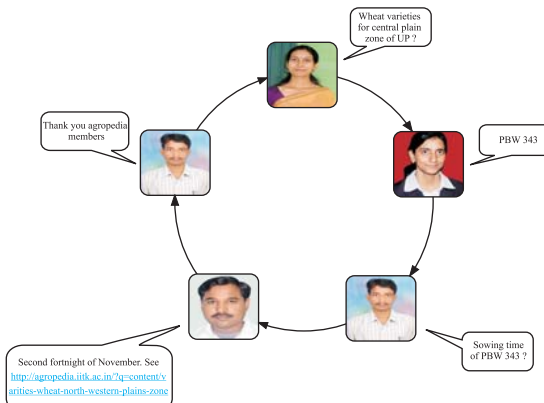 Wheat varieties
for central plain
zone of UP ?
PBW 343
Sowing time
of PBW 343 ?
Second fortnight of November. See
http://agropedia.iitk.ac.in/?q=content/v
arities-wheat-north-western-plains-zone
Thank you agropedia
members